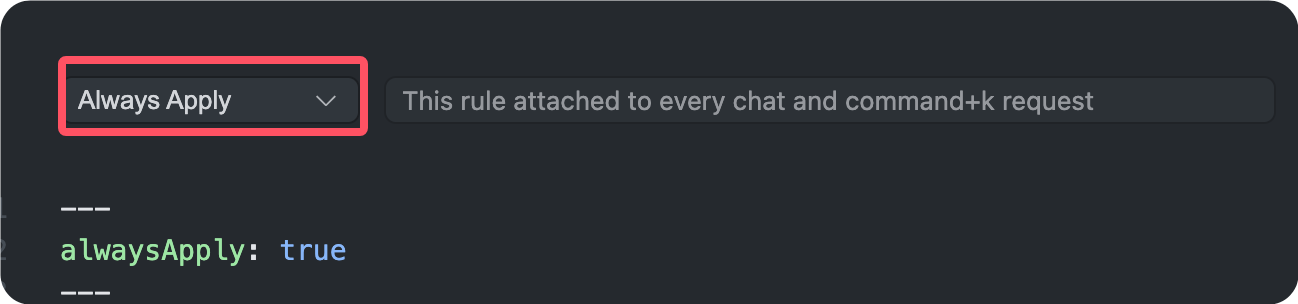 Always Apply
This rule attached to every chat and command+k request
1 ---
2 alwaysApply: true
---